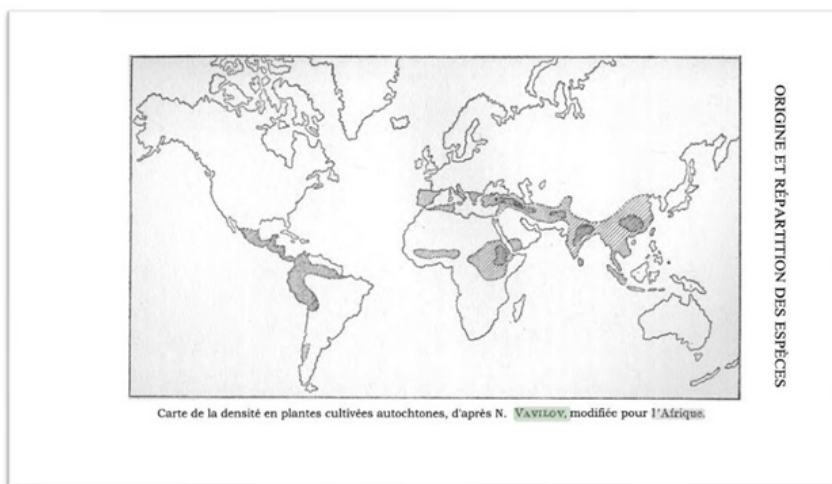 ORIGINE ET RÉPARTITION DES ESPÈCES
Carte de la densité en plantes cultivées autochtones, d'après N. VAVILOV, modifiée pour l'Afrique.